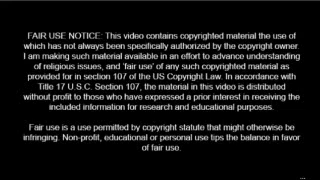 FAIR USE NOTICE: This video contains copyrighted material the use of
which has not always been specifically authorized by the copyright owner.
I am making such material available in an effort to advance understanding
of religious issues, and 'fair use' of any such copyrighted material as
provided for in section 107 of the US Copyright Law. In accordance with
Title 17 U.S.C. Section 107, the material in this video is distributed
without profit to those who have expressed a prior interest in receiving the
included information for research and educational purposes.
Fair use is a use permitted by copyright statute that might otherwise be
infringing. Non-profit, educational or personal use tips the balance in favor
of fair use.